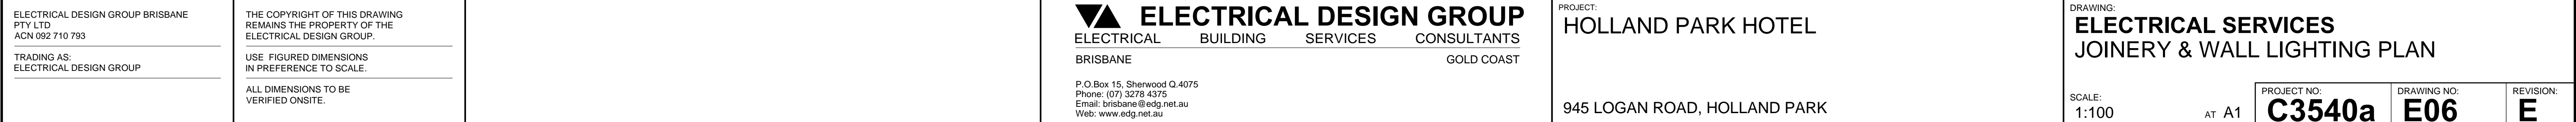 ELECTRICAL DESIGN GROUP BRISBANE
PTY LTD
ACN 092 710 793
TRADING AS:
ELECTRICAL DESIGN GROUP
THE COPYRIGHT OF THIS DRAWING
REMAINS THE PROPERTY OF THE
ELECTRICAL DESIGN GROUP.
USE FIGURED DIMENSIONS
IN PREFERENCE TO SCALE.
ALL DIMENSIONS TO BE
VERIFIED ONSITE.
ELECTRICAL DESIGN GROUP
ELECTRICAL BUILDING SERVICES CONSULTANTS
BRISBANE GOLD COAST
P.O.Box 15, Sherwood Q.4075
Phone: (07) 3278 4375
Email: brisbane@edg.net.au
Web: www.edg.net.au
PROJECT:
HOLLAND PARK HOTEL
945 LOGAN ROAD, HOLLAND PARK
DRAWING:
ELECTRICAL SERVICES
JOINERY & WALL LIGHTING PLAN
SCALE:
1:100 AT A1
PROJECT NO:
C3540a
DRAWING NO:
E06
REVISION:
E